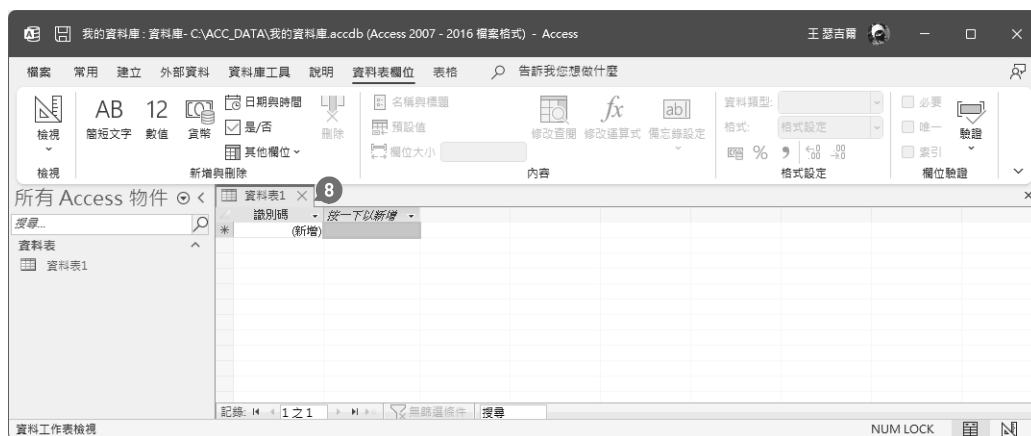 我的資料庫 : 資料庫- C:\ACC_DATA\我的資料庫.accdb (Access 2007 - 2016 檔案格式) - Access 王 瑟吉爾
檔案 常用 建立 外部資料 資料庫工具 說明 資料表欄位 表格 告訴我您想做什麼
檢視
檢視
AB 簡短文字
12 數值
貨幣
日期與時間
是/否
其他欄位
刪除
新增與刪除
名稱與標題
預設值
欄位大小
修改查閱
fx 修改運算式
ab 備忘錄設定
內容
資料類型:
格式: 格式設定
% 9 .00 .0 .00
格式設定
必要
唯一
索引
驗證
欄位驗證
所有 Access 物件
搜尋...
資料表
資料表1
資料表1 8
識別碼 按一下以新增
* (新增)
記錄: 1 之 1 無篩選條件 搜尋
資料工作表檢視 NUM LOCK